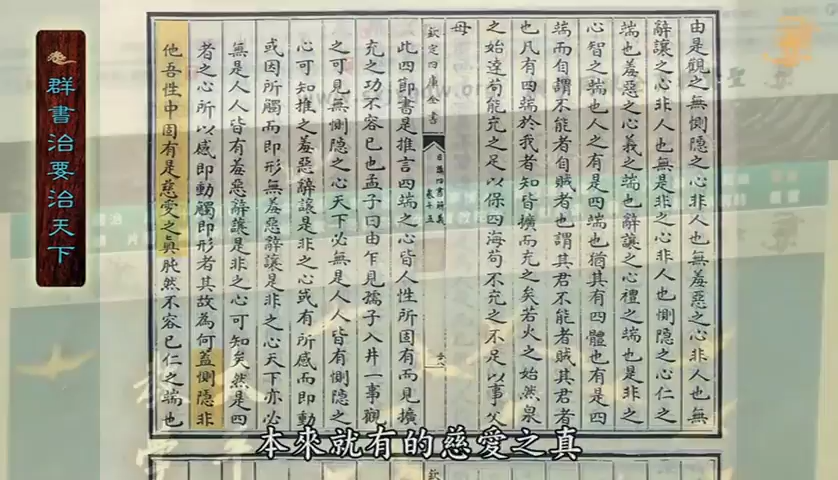 群書治要治天下
由是觀之無惻隱之心非人也無羞惡之心非人也無
辭讓之心非人也無是非之心非人也惻隱之心仁之
端也羞惡之心義之端也辭讓之心禮之端也是非之
心智之端也人之有是四端也猶其有四體也有是四
端而自謂不能者自賊者也謂其君不能者賊其君者
也凡有四端於我者知皆擴而充之矣若火之始然泉
之始達苟能充之足以保四海苟不充之不足以事父
母
欽定四庫全書
日講四書解義
卷十五
此四節書是推言四端之心皆人性所固有而見擴
充之功不容已也孟子曰由乍見孺子入井一事觀
之可見無惻隱之心天下必無是人人皆有惻隱之
心可知推之羞惡辭讓是非之心或有所感而即動
或因所觸而即形無羞惡辭讓是非之心天下亦必
無是人人皆有羞惡辭讓是非之心可知矣然是四
者之心所以感即動觸即形者其故為何蓋惻隱非
他吾性中固有是慈愛之真肫然不容已仁之端也
本來就有的慈愛之真